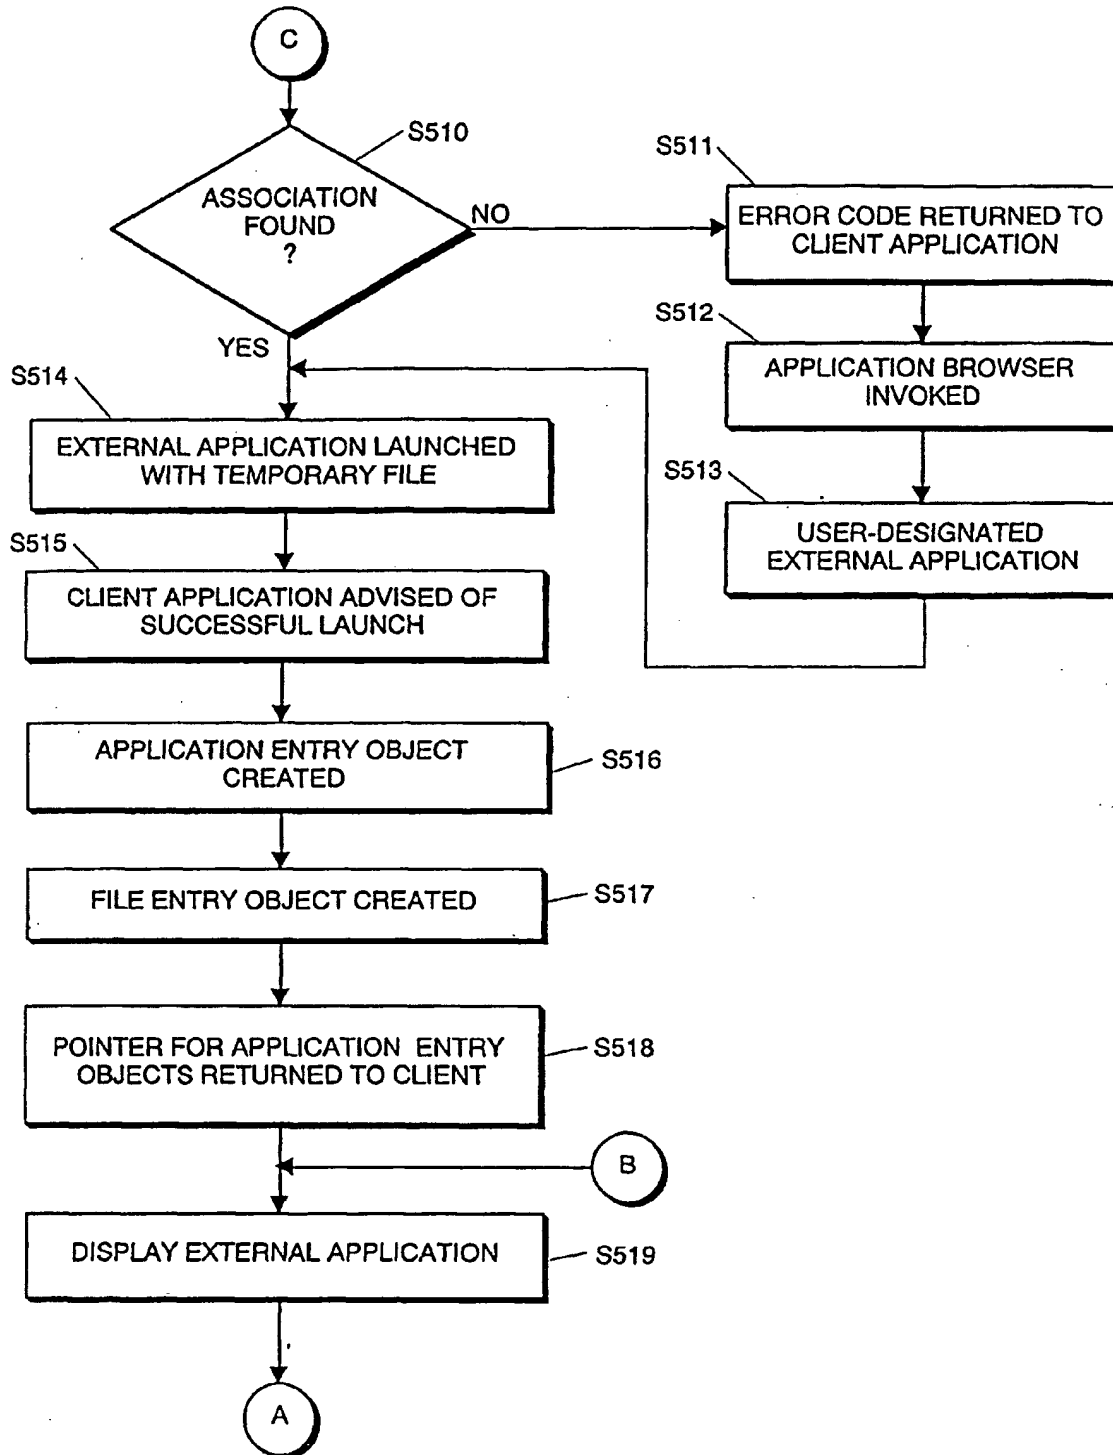 C
S510
ASSOCIATION
FOUND
?
NO
S511
ERROR CODE RETURNED TO
CLIENT APPLICATION
S512
APPLICATION BROWSER
INVOKED
S513
USER-DESIGNATED
EXTERNAL APPLICATION
YES
S514
EXTERNAL APPLICATION LAUNCHED
WITH TEMPORARY FILE
S515
CLIENT APPLICATION ADVISED OF
SUCCESSFUL LAUNCH
APPLICATION ENTRY OBJECT
CREATED
S516
FILE ENTRY OBJECT CREATED
S517
POINTER FOR APPLICATION ENTRY
OBJECTS RETURNED TO CLIENT
S518
B
DISPLAY EXTERNAL APPLICATION
S519
A